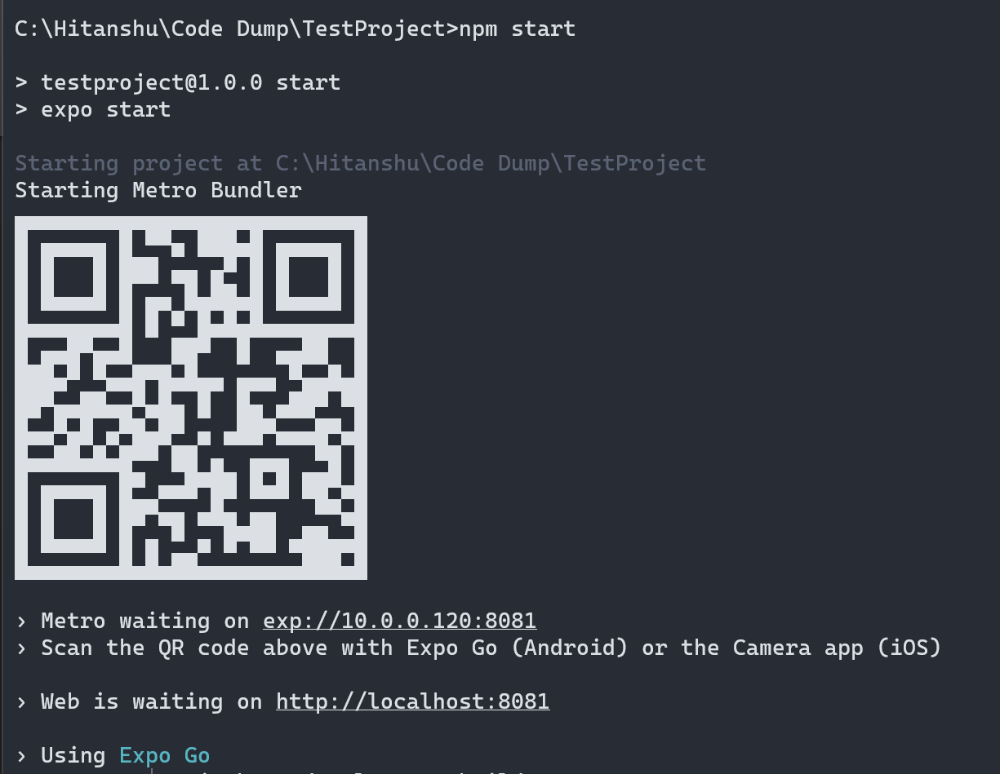 C:\Hitanshu\Code Dump\TestProject>npm start
> testproject@1.0.0 start
> expo start
Starting project at C:\Hitanshu\Code Dump\TestProject
Starting Metro Bundler
› Metro waiting on exp://10.0.0.120:8081
› Scan the QR code above with Expo Go (Android) or the Camera app (iOS)
› Web is waiting on http://localhost:8081
› Using Expo Go